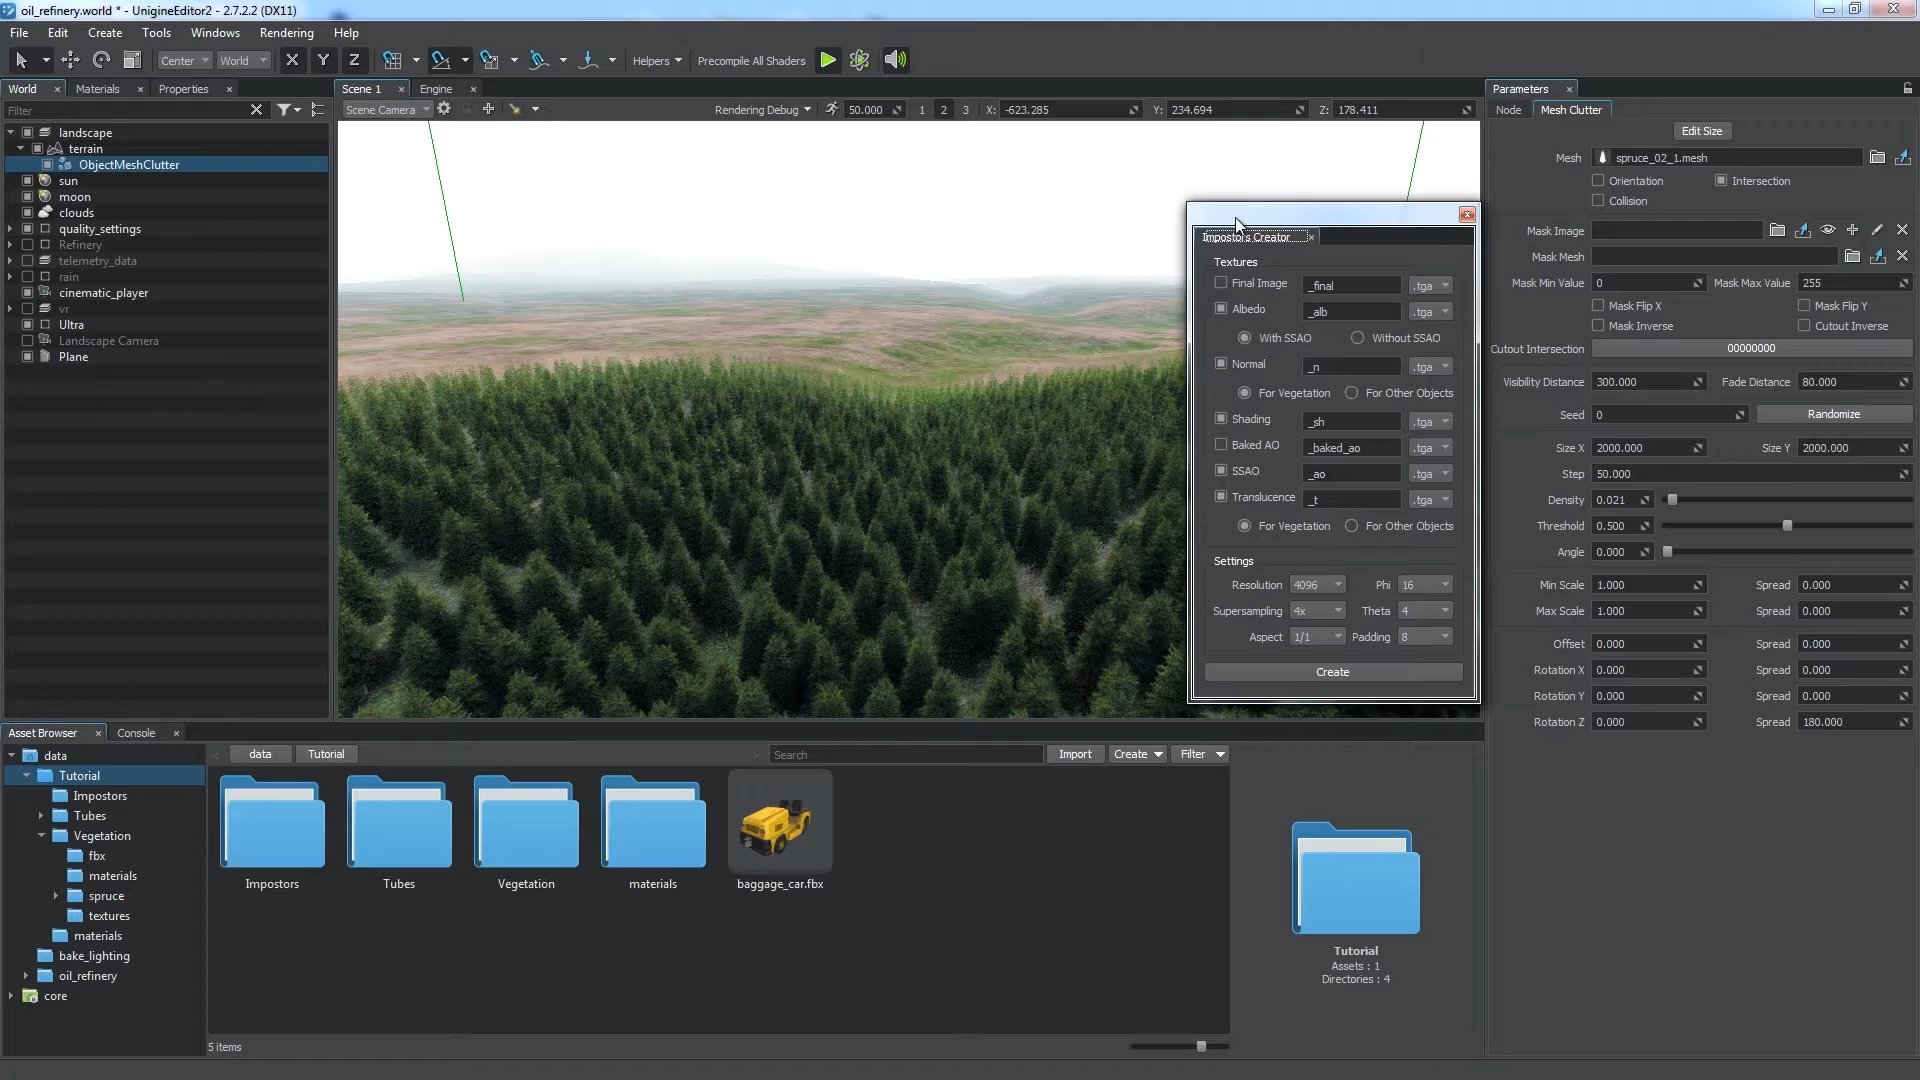 oil_refinery.world * - UnigineEditor2 - 2.7.2.2 (DX11)
File Edit Create Tools Windows Rendering Help
Center World X Y Z Helpers Precompile All Shaders
World Materials Properties Scene 1 Engine Parameters
Filter Scene Camera Rendering Debug 50.000 1 2 3 X: -623.285 Y: 234.694 Z: 178.411 Node Mesh Clutter
landscape
terrain
ObjectMeshClutter
sun
moon
clouds
quality_settings
Refinery
telemetry_data
rain
cinematic_player
vr
Ultra
Landscape Camera
Plane
Impostors Creator
Textures
Final Image _final .tga
Albedo _alb .tga
With SSAO Without SSAO
Normal _n .tga
For Vegetation For Other Objects
Shading _sh .tga
Baked AO _baked_ao .tga
SSAO _ao .tga
Translucence _t .tga
For Vegetation For Other Objects
Settings
Resolution 4096 Phi 16
Supersampling 4x Theta 4
Aspect 1/1 Padding 8
Create
Edit Size
Mesh spruce_02_1.mesh
Orientation Intersection
Collision
Mask Image
Mask Mesh
Mask Min Value 0 Mask Max Value 255
Mask Flip X Mask Flip Y
Mask Inverse Cutout Inverse
Cutout Intersection 00000000
Visibility Distance 300.000 Fade Distance 80.000
Seed 0 Randomize
Size X 2000.000 Size Y 2000.000
Step 50.000
Density 0.021
Threshold 0.500
Angle 0.000
Min Scale 1.000 Spread 0.000
Max Scale 1.000 Spread 0.000
Offset 0.000 Spread 0.000
Rotation X 0.000 Spread 0.000
Rotation Y 0.000 Spread 0.000
Rotation Z 0.000 Spread 180.000
Asset Browser Console
data
Tutorial
Impostors
Tubes
Vegetation
fbx
materials
spruce
textures
materials
bake_lighting
oil_refinery
core
data Tutorial Search Import Create Filter
Impostors Tubes Vegetation materials baggage_car.fbx
Tutorial
Assets : 1
Directories : 4
5 items